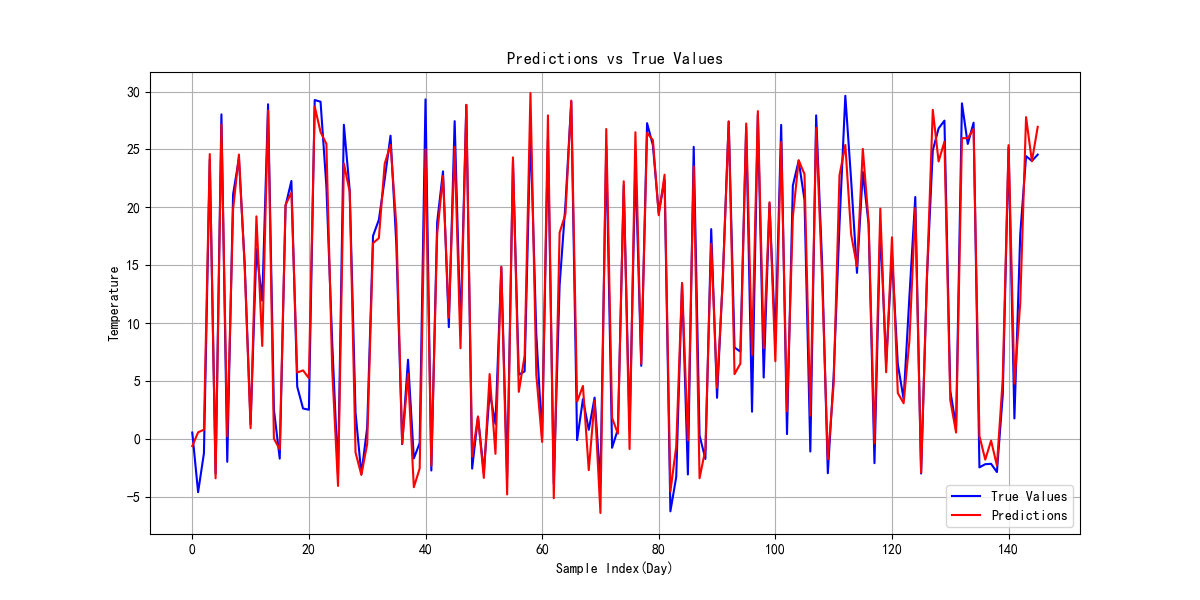 Predictions vs True Values
Temperature
30
25
20
15
10
5
0
−5
0 20 40 60 80 100 120 140
Sample Index(Day)
True Values
Predictions